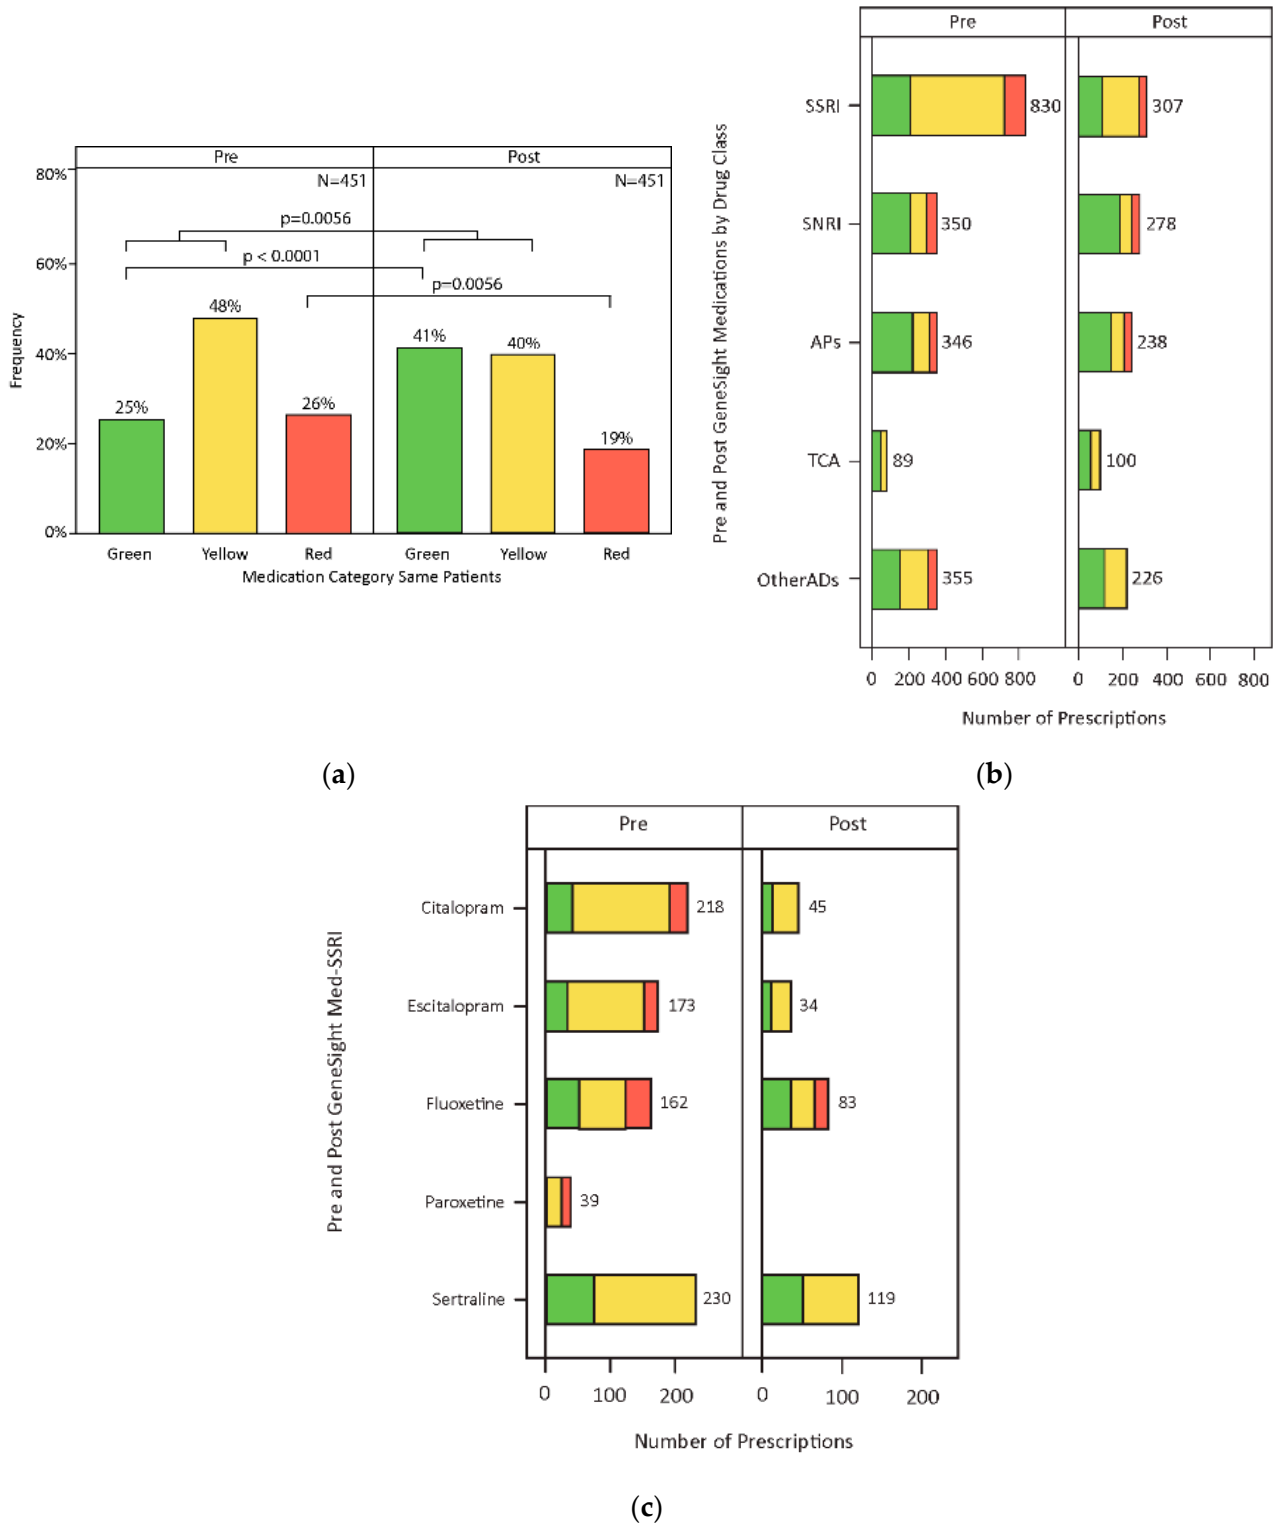 Pre Post
N=451 N=451
80%
60%
40%
20%
0%
Frequency
p=0.0056
p < 0.0001
p=0.0056
25% 48% 26% 41% 40% 19%
Green Yellow Red Green Yellow Red
Medication Category Same Patients
(a)
Pre Post
Pre and Post GeneSight Medications by Drug Class
SSRI 830 307
SNRI 350 278
APs 346 238
TCA 89 100
OtherADs 355 226
0 200 400 600 800 0 200 400 600 800
Number of Prescriptions
(b)
Pre Post
Pre and Post GeneSight Med-SSRI
Citalopram 218 45
Escitalopram 173 34
Fluoxetine 162 83
Paroxetine 39
Sertraline 230 119
0 100 200 0 100 200
Number of Prescriptions
(c)